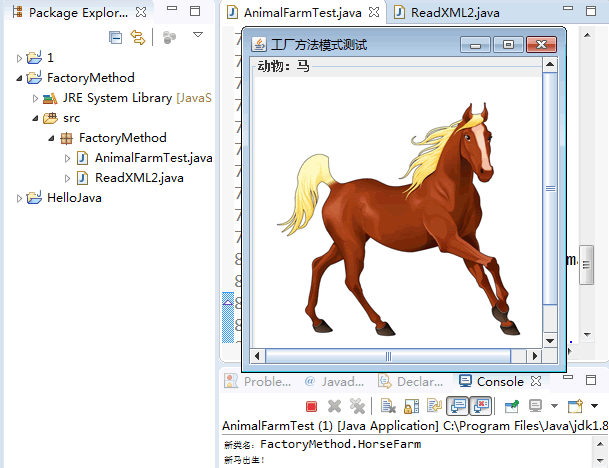 Package Explor...
1
FactoryMethod
JRE System Library [JavaS
src
FactoryMethod
AnimalFarmTest.java
ReadXML2.java
HelloJava
AnimalFarmTest.java
ReadXML2.java
工厂方法模式测试
动物：马
Proble...
@ Javad...
Declar...
Console
AnimalFarmTest (1) [Java Application] C:\Program Files\Java\jdk1.8
新类名：FactoryMethod.HorseFarm
新马出生！